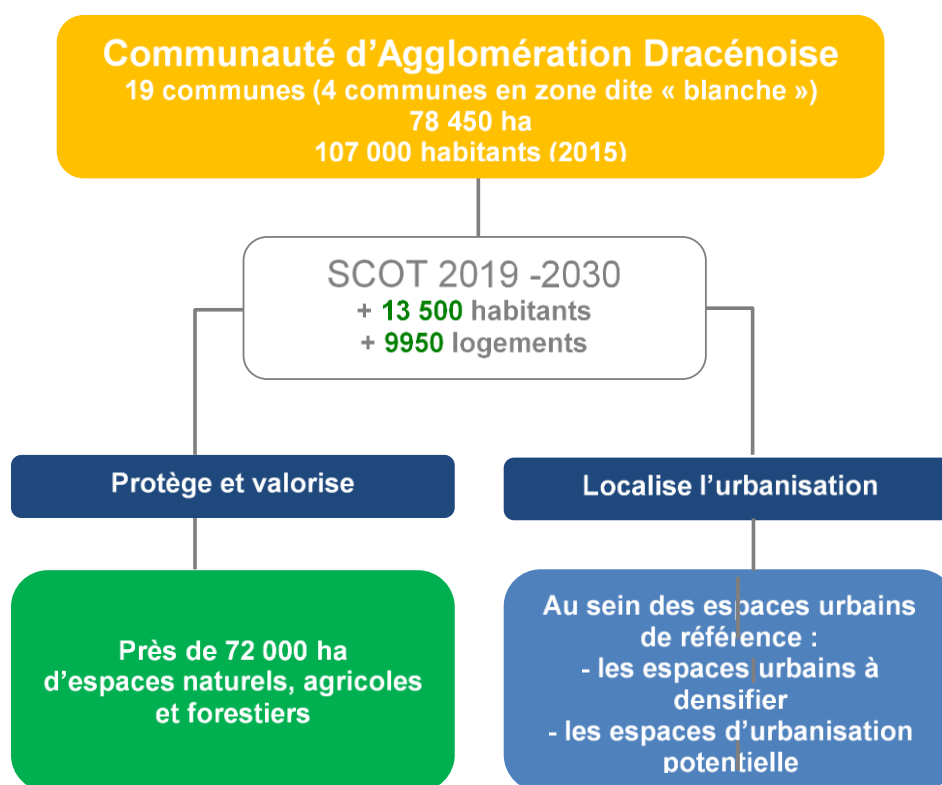 Communauté d’Agglomération Dracénoise
19 communes (4 communes en zone dite « blanche »)
78 450 ha
107 000 habitants (2015)
SCOT 2019 -2030
+ 13 500 habitants
+ 9950 logements
Protège et valorise
Localise l’urbanisation
Près de 72 000 ha
d’espaces naturels, agricoles
et forestiers
Au sein des espaces urbains
de référence :
- les espaces urbains à
densifier
- les espaces d’urbanisation
potentielle